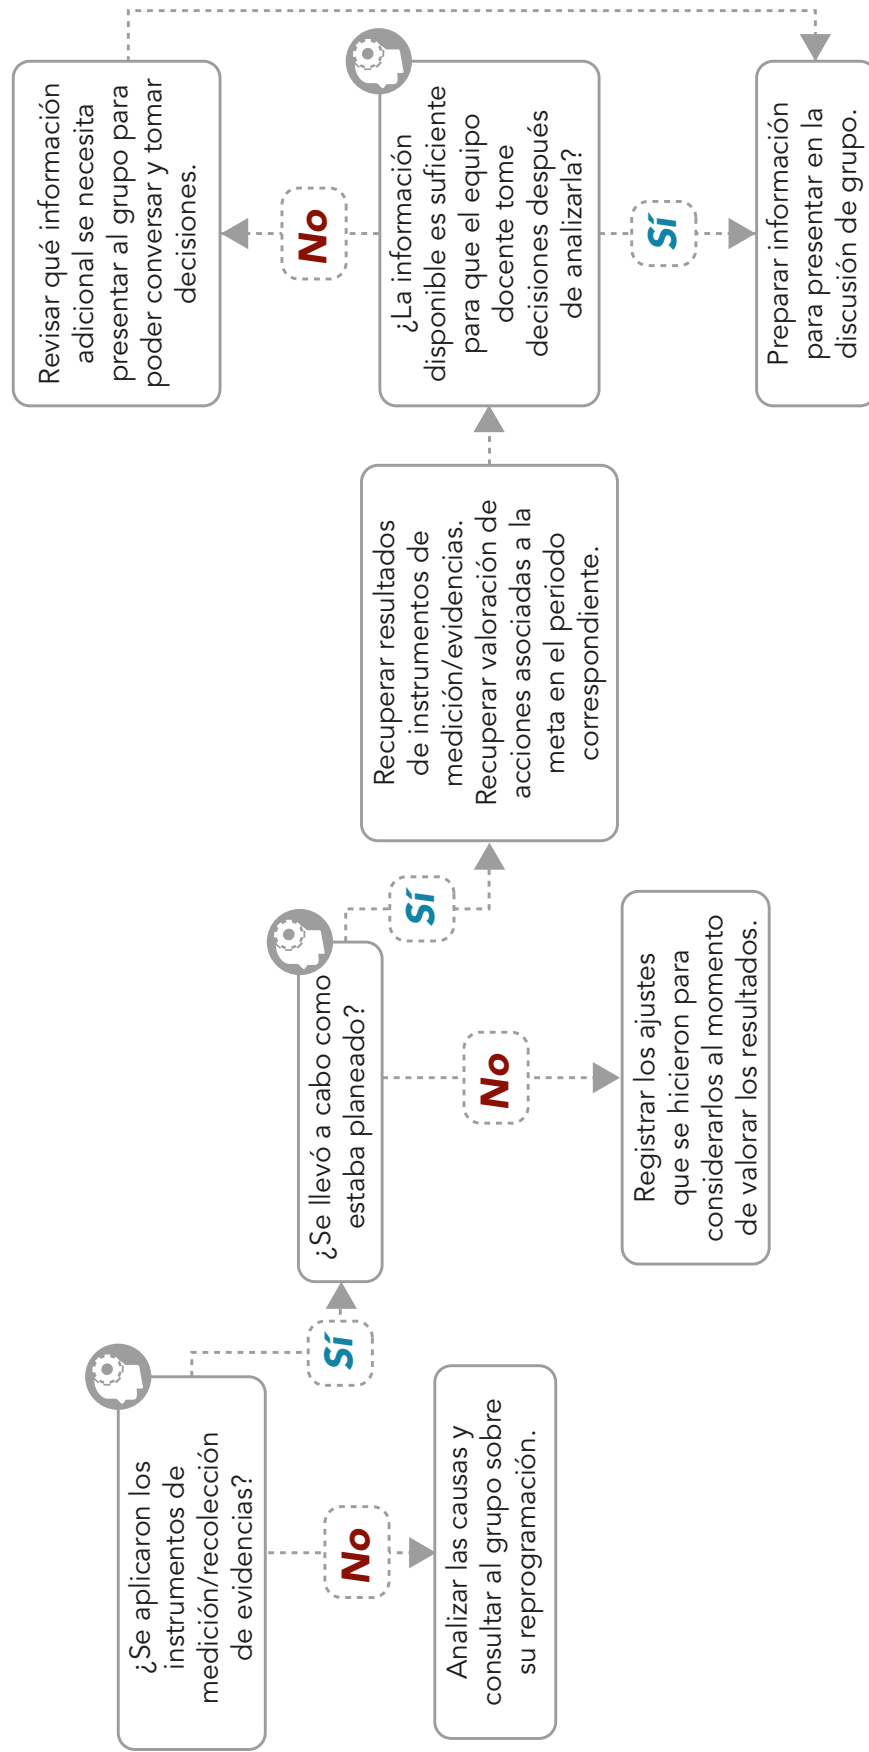 ¿Se aplicaron los
instrumentos de
medición/recolección
de evidencias?
No
Analizar las causas y
consultar al grupo sobre
su reprogramación.
Sí
¿Se llevó a cabo como
estaba planeado?
No
Registrar los ajustes
que se hicieron para
considerarlos al momento
de valorar los resultados.
Sí
Recuperar resultados
de instrumentos de
medición/evidencias.
Recuperar valoración de
acciones asociadas a la
meta en el periodo
correspondiente.
¿La información
disponible es suficiente
para que el equipo
docente tome
decisiones después
de analizarla?
No
Revisar qué información
adicional se necesita
presentar al grupo para
poder conversar y tomar
decisiones.
Sí
Preparar información
para presentar en la
discusión de grupo.